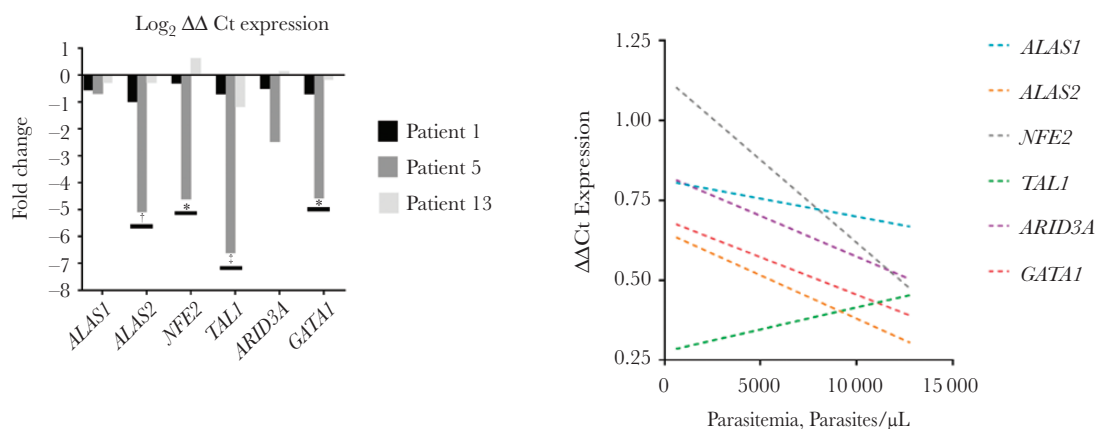 Log₂ ΔΔ Ct expression
Fold change
1
0
−1
−2
−3
−4
−5
−6
−7
−8
†
*
‡
*
ALAS1
ALAS2
NFE2
TAL1
ARID3A
GATA1
Patient 1
Patient 5
Patient 13
ΔΔCt Expression
1.25
1.00
0.75
0.50
0.25
0
5000
10 000
15 000
Parasitemia, Parasites/μL
ALAS1
ALAS2
NFE2
TAL1
ARID3A
GATA1